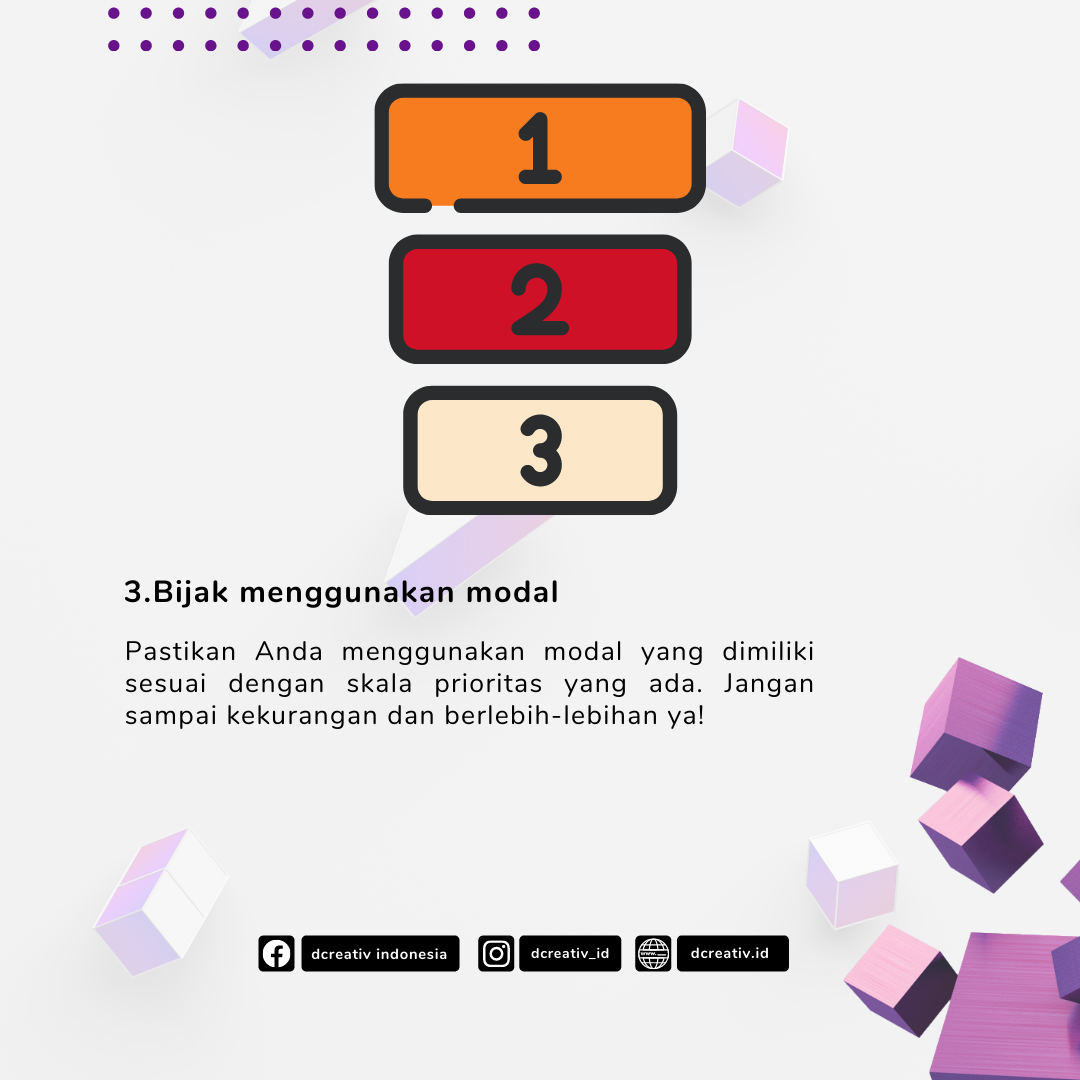 1
2
3
3.Bijak menggunakan modal
Pastikan Anda menggunakan modal yang dimiliki
sesuai dengan skala prioritas yang ada. Jangan
sampai kekurangan dan berlebih-lebihan ya!
dcreativ indonesia
dcreativ_id
www.
dcreativ.id